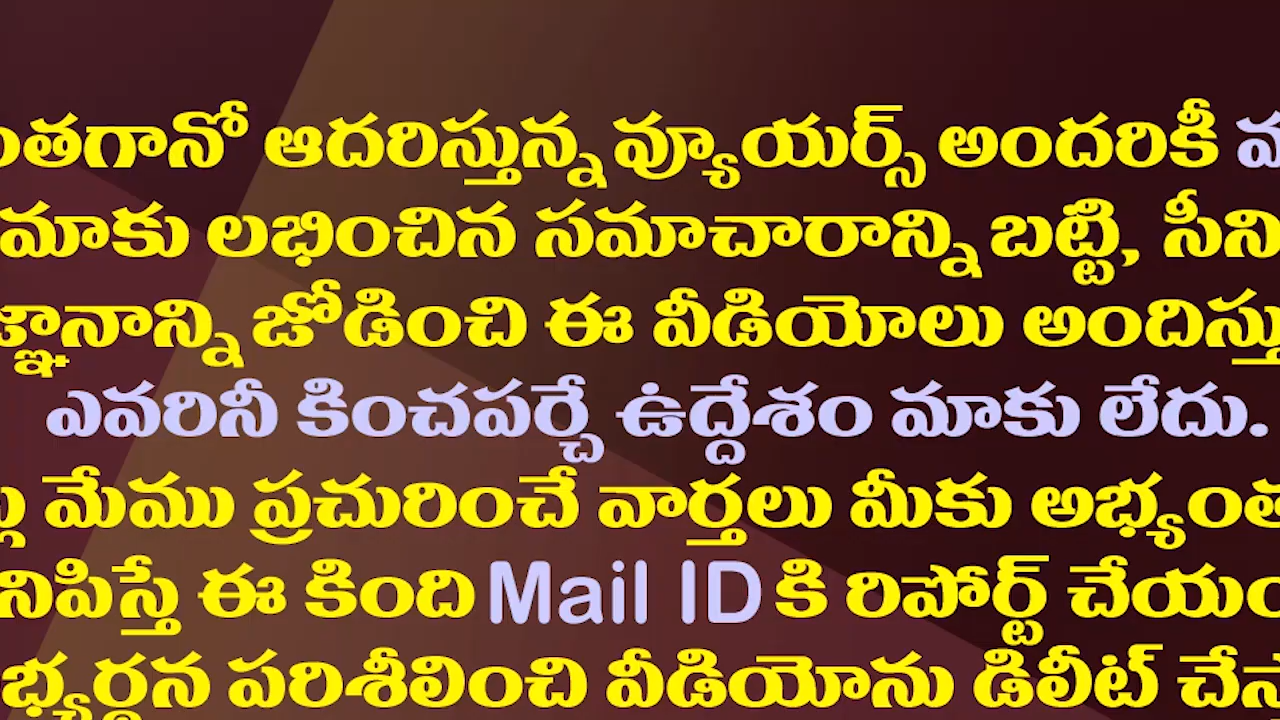 ంతగానో ఆదరిస్తున్న వ్యూయర్స్ అందరికీ
మాకు లభించిన సమాచారాన్ని బట్టి, సీని
జ్ఞానాన్ని జోడించి ఈ వీడియోలు అందిస్తు
ఎవరినీ కించపర్చే ఉద్దేశం మాకు లేదు.
మేము ప్రచురించే వార్తలు మీకు అభ్యంత
నిపిస్తే ఈ కింది Mail ID కి రిపోర్ట్ చేయం
భ్యర్ధన పరిశీలించి వీడియోను డిలీట్ చేస